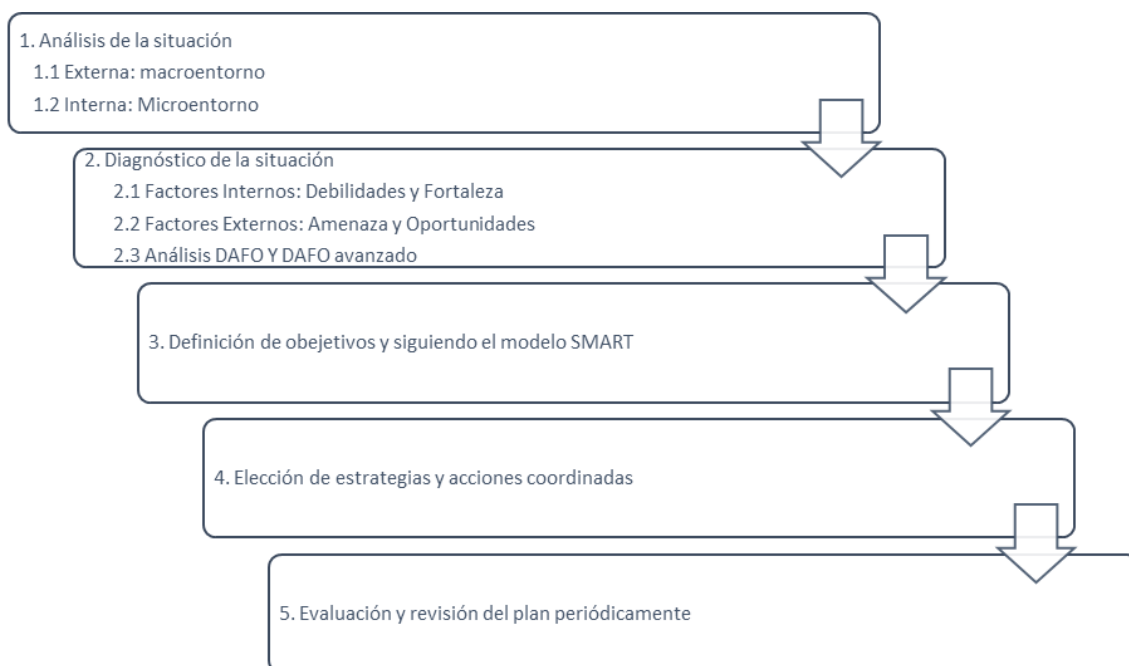 1. Análisis de la situación
1.1 Externa: macroentorno
1.2 Interna: Microentorno
2. Diagnóstico de la situación
2.1 Factores Internos: Debilidades y Fortaleza
2.2 Factores Externos: Amenaza y Oportunidades
2.3 Análisis DAFO Y DAFO avanzado
3. Definición de obejetivos y siguiendo el modelo SMART
4. Elección de estrategias y acciones coordinadas
5. Evaluación y revisión del plan periódicamente